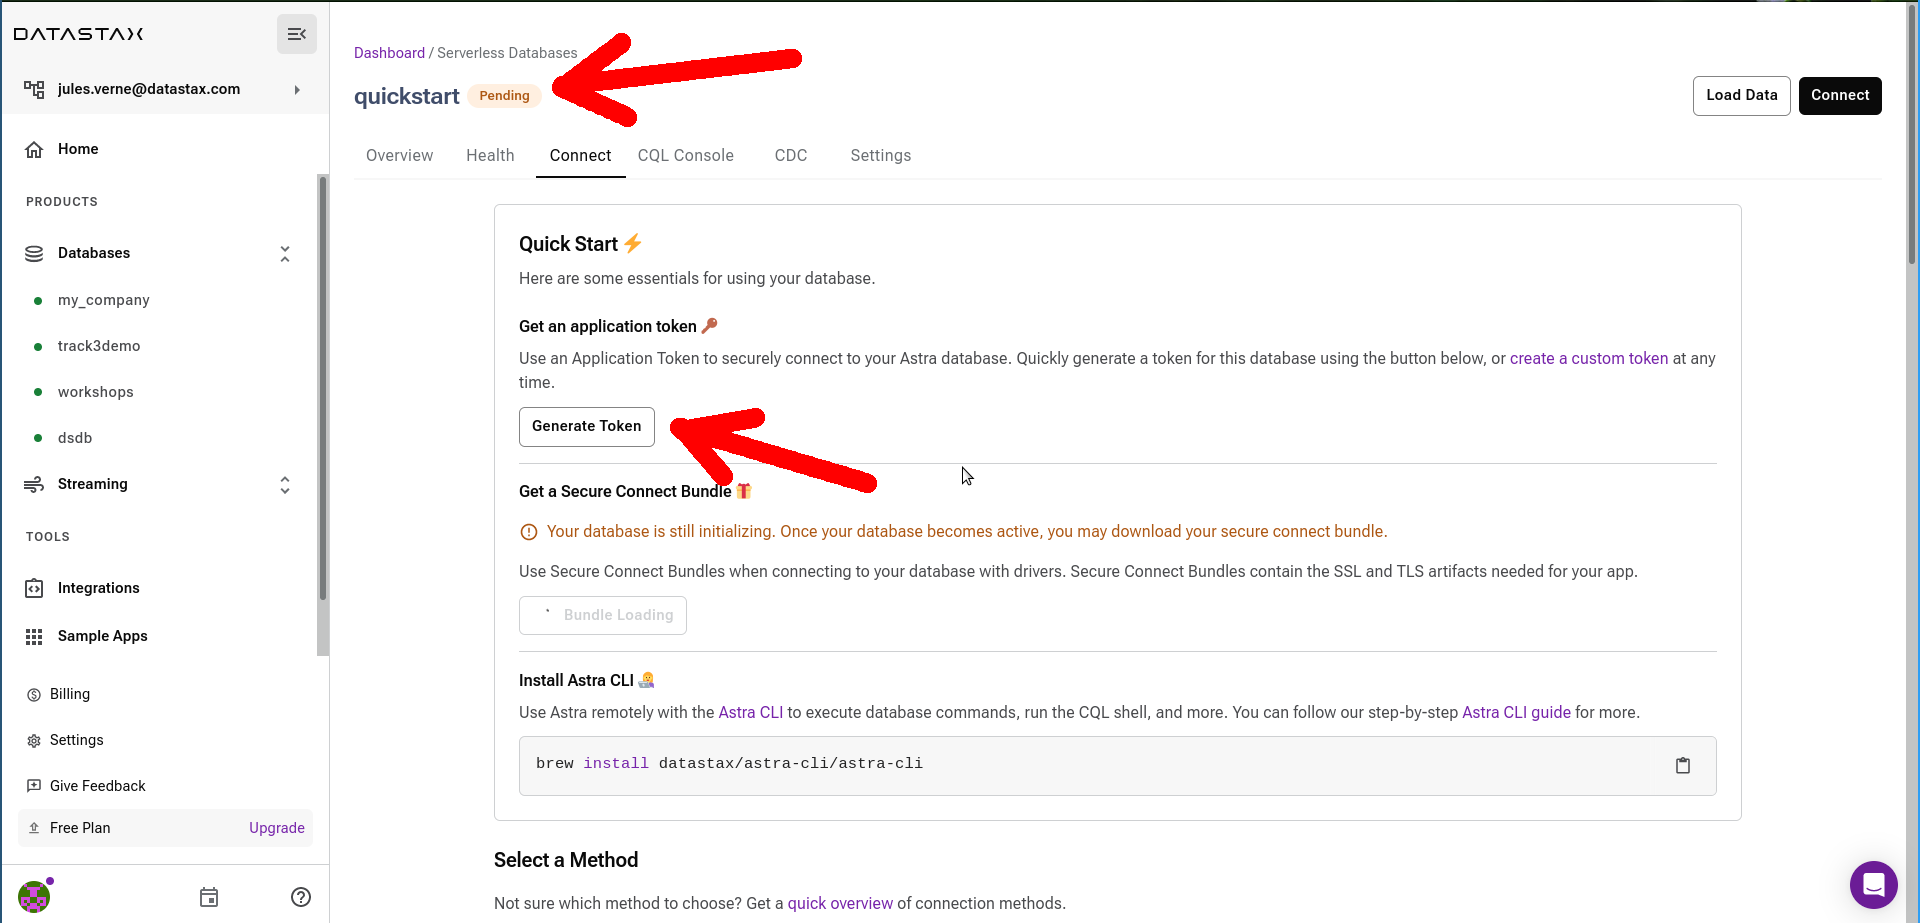 DATASTAX
jules.verne@datastax.com
Home
PRODUCTS
Databases
my_company
track3demo
workshops
dsdb
Streaming
TOOLS
Integrations
Sample Apps
Billing
Settings
Give Feedback
Free Plan Upgrade
Dashboard / Serverless Databases
quickstart Pending
Load Data Connect
Overview Health Connect CQL Console CDC Settings
Quick Start
Here are some essentials for using your database.
Get an application token
Use an Application Token to securely connect to your Astra database. Quickly generate a token for this database using the button below, or create a custom token at any
time.
Generate Token
Get a Secure Connect Bundle
Your database is still initializing. Once your database becomes active, you may download your secure connect bundle.
Use Secure Connect Bundles when connecting to your database with drivers. Secure Connect Bundles contain the SSL and TLS artifacts needed for your app.
Bundle Loading
Install Astra CLI
Use Astra remotely with the Astra CLI to execute database commands, run the CQL shell, and more. You can follow our step-by-step Astra CLI guide for more.
brew install datastax/astra-cli/astra-cli
Select a Method
Not sure which method to choose? Get a quick overview of connection methods.